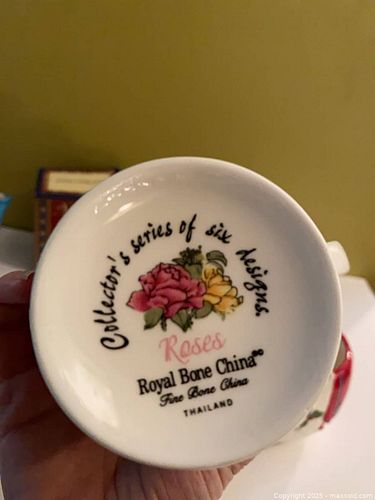 Collector's series of six designs.
Roses
Royal Bone China
Fine Bone China
THAILAND
Copyright 2025 - maxsold.com